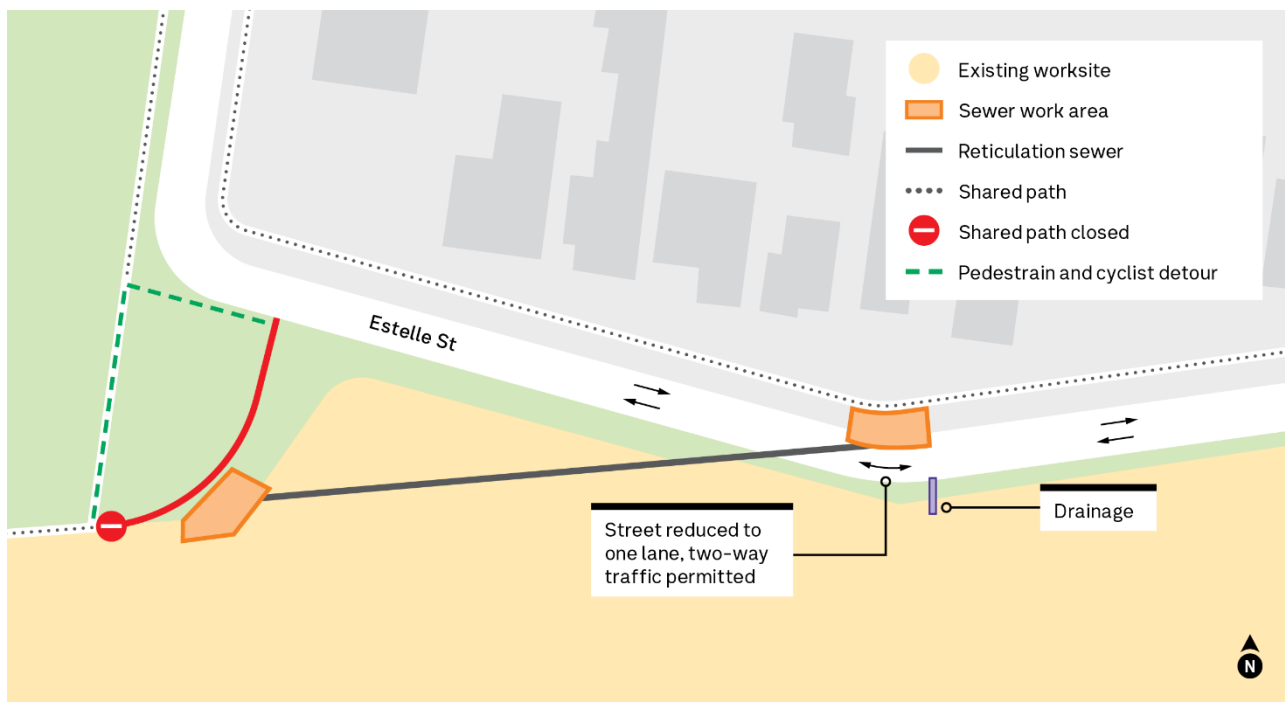 Existing worksite
Sewer work area
Reticulation sewer
Shared path
Shared path closed
Pedestrain and cyclist detour
Estelle St
Street reduced to
one lane, two-way
traffic permitted
Drainage
N